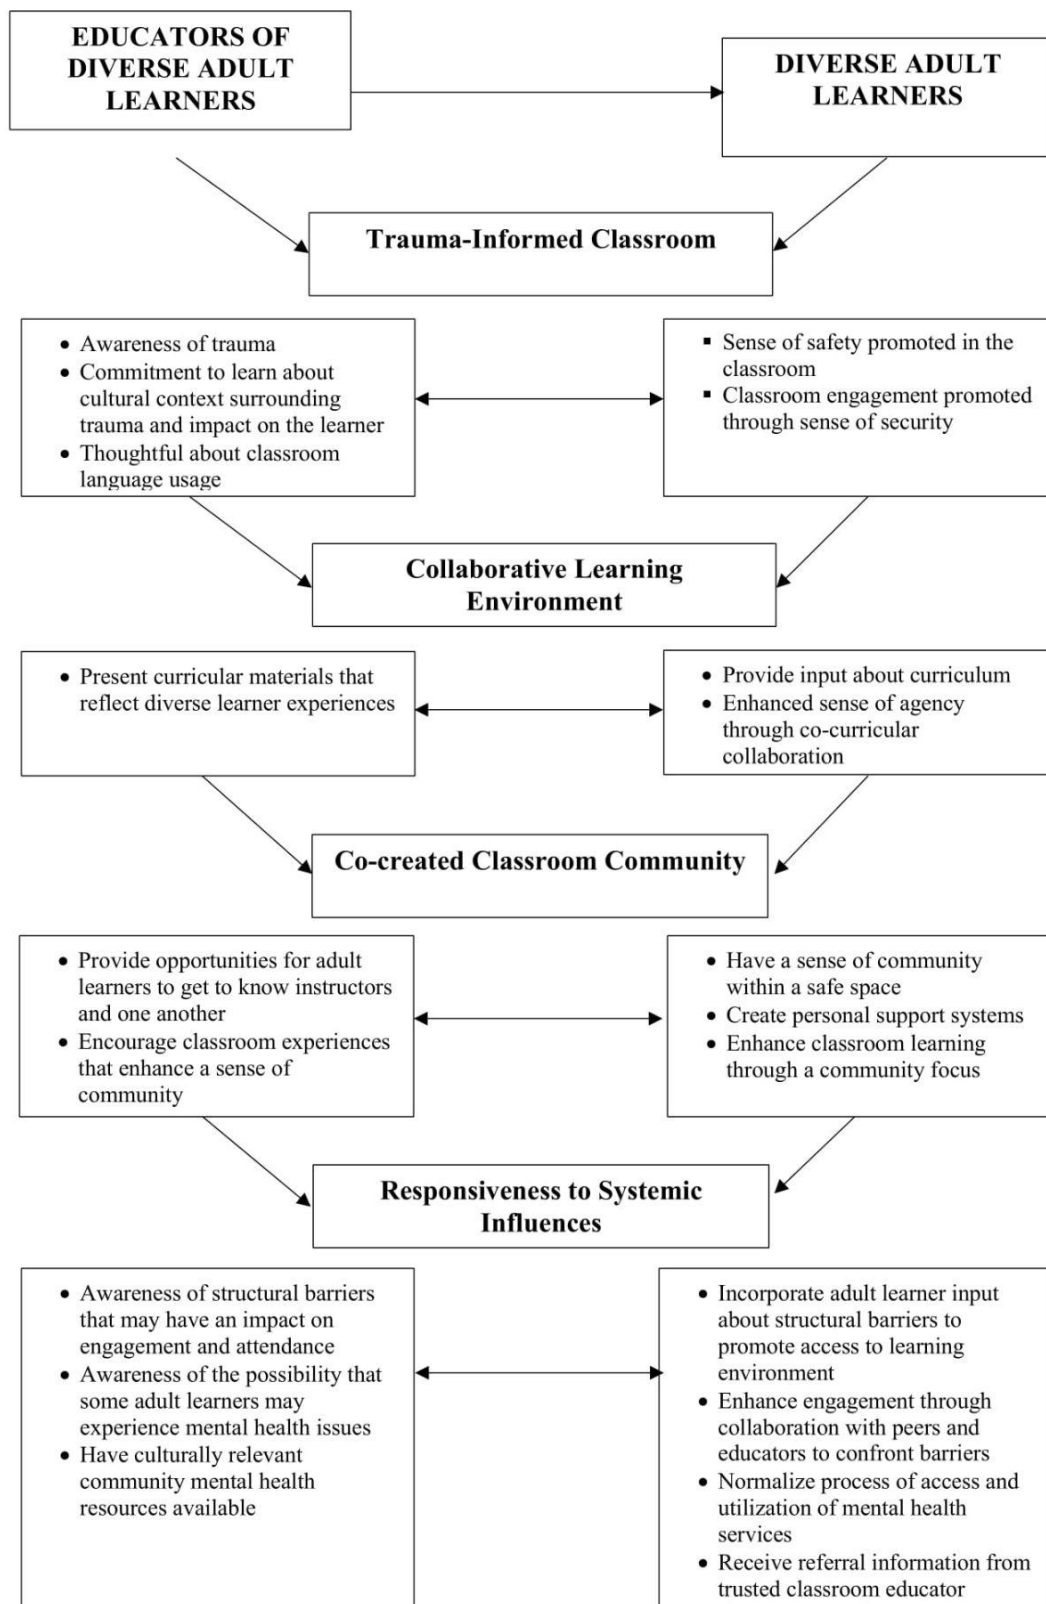 EDUCATORS OF
DIVERSE ADULT
LEARNERS
DIVERSE ADULT
LEARNERS
Trauma-Informed Classroom
• Awareness of trauma
• Commitment to learn about
cultural context surrounding
trauma and impact on the learner
• Thoughtful about classroom
language usage
▪ Sense of safety promoted in the
classroom
▪ Classroom engagement promoted
through sense of security
Collaborative Learning
Environment
• Present curricular materials that
reflect diverse learner experiences
• Provide input about curriculum
• Enhanced sense of agency
through co-curricular
collaboration
Co-created Classroom Community
• Provide opportunities for adult
learners to get to know instructors
and one another
• Encourage classroom experiences
that enhance a sense of
community
• Have a sense of community
within a safe space
• Create personal support systems
• Enhance classroom learning
through a community focus
Responsiveness to Systemic
Influences
• Awareness of structural barriers
that may have an impact on
engagement and attendance
• Awareness of the possibility that
some adult learners may
experience mental health issues
• Have culturally relevant
community mental health
resources available
• Incorporate adult learner input
about structural barriers to
promote access to learning
environment
• Enhance engagement through
collaboration with peers and
educators to confront barriers
• Normalize process of access and
utilization of mental health
services
• Receive referral information from
trusted classroom educator